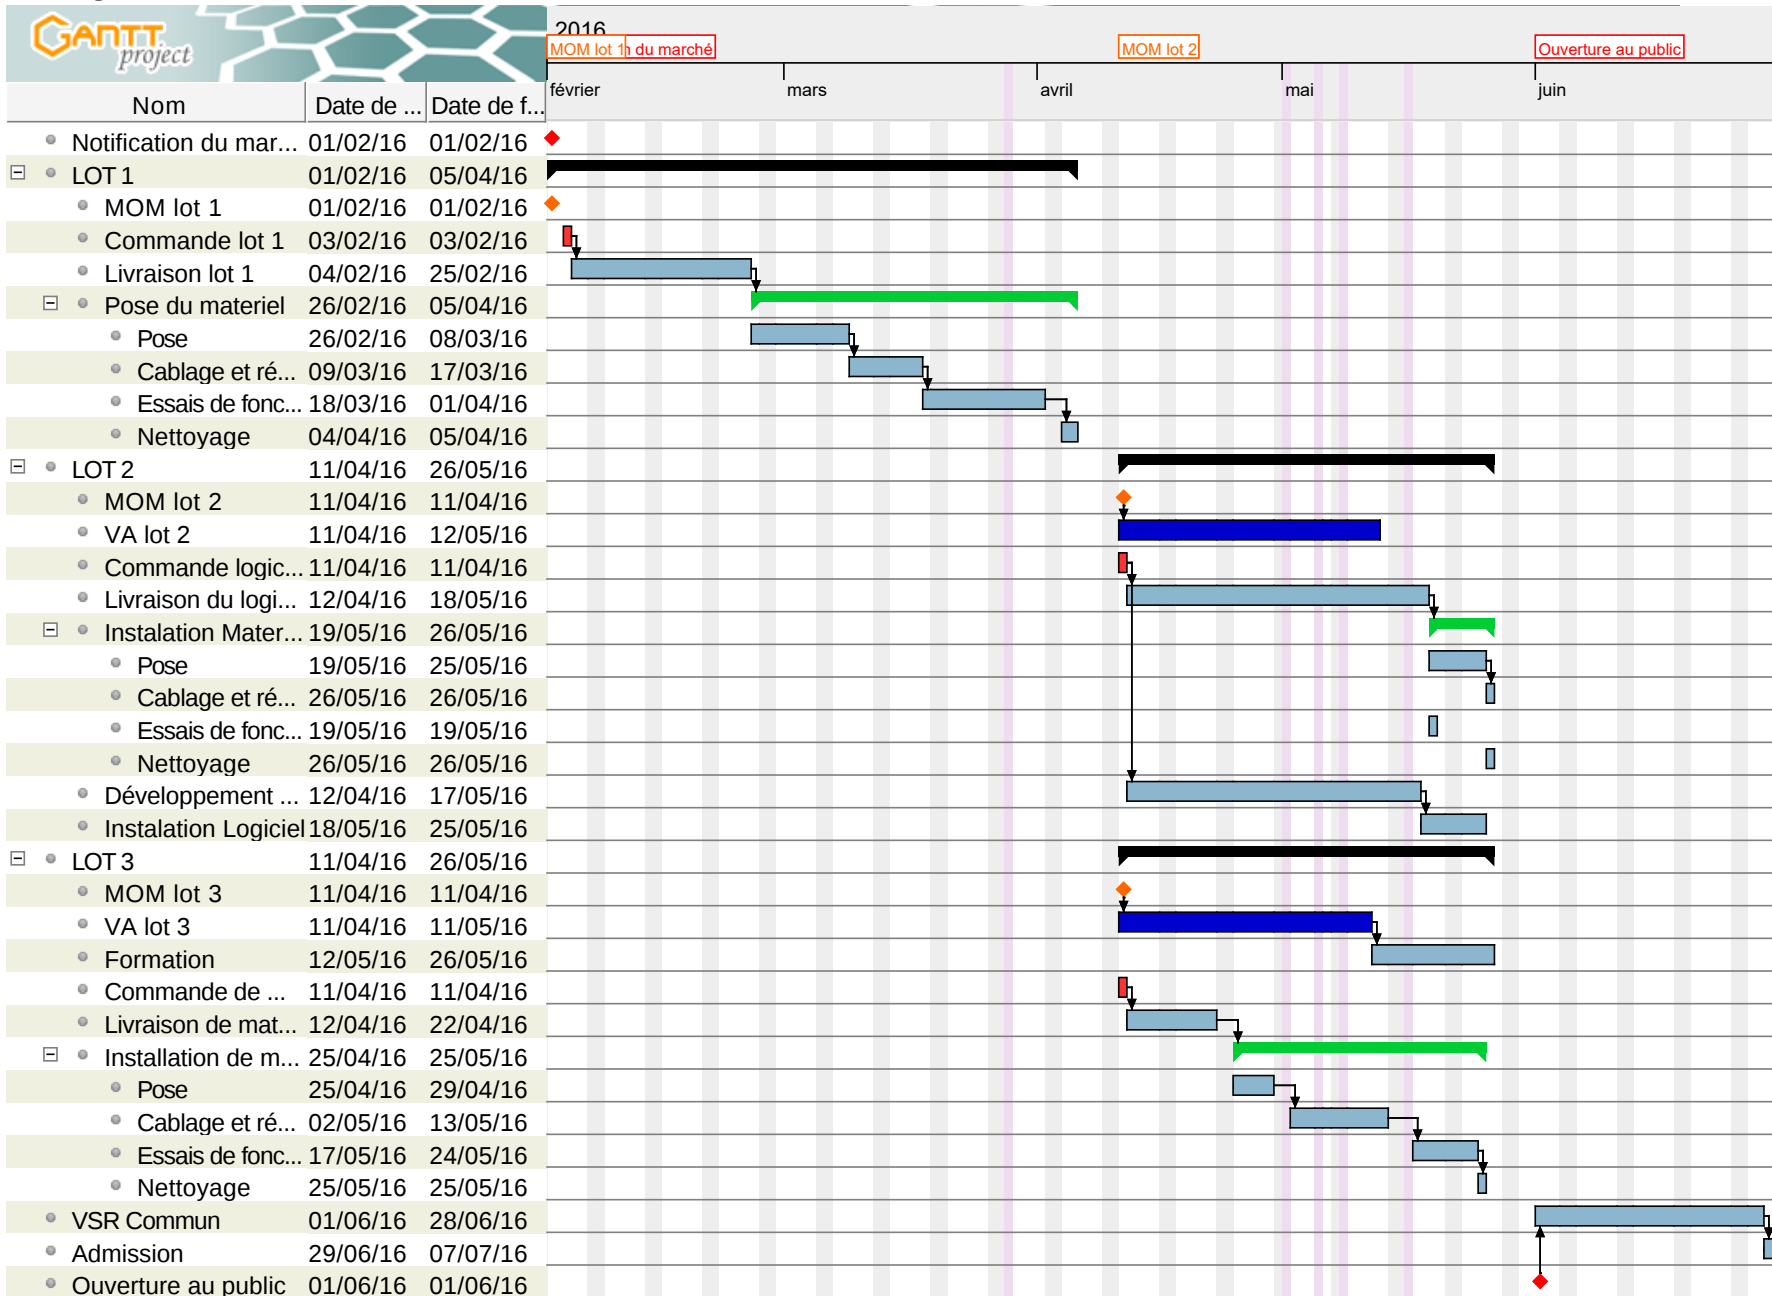 GANTT
project
2016
MOM lot 1
n du marché
MOM lot 2
Ouverture au public
février mars avril mai juin
Nom Date de ... Date de f...
Notification du mar... 01/02/16 01/02/16
LOT 1 01/02/16 05/04/16
MOM lot 1 01/02/16 01/02/16
Commande lot 1 03/02/16 03/02/16
Livraison lot 1 04/02/16 25/02/16
Pose du materiel 26/02/16 05/04/16
Pose 26/02/16 08/03/16
Cablage et ré... 09/03/16 17/03/16
Essais de fonc... 18/03/16 01/04/16
Nettoyage 04/04/16 05/04/16
LOT 2 11/04/16 26/05/16
MOM lot 2 11/04/16 11/04/16
VA lot 2 11/04/16 12/05/16
Commande logic... 11/04/16 11/04/16
Livraison du logi... 12/04/16 18/05/16
Instalation Mater... 19/05/16 26/05/16
Pose 19/05/16 25/05/16
Cablage et ré... 26/05/16 26/05/16
Essais de fonc... 19/05/16 19/05/16
Nettoyage 26/05/16 26/05/16
Développement ... 12/04/16 17/05/16
Instalation Logiciel 18/05/16 25/05/16
LOT 3 11/04/16 26/05/16
MOM lot 3 11/04/16 11/04/16
VA lot 3 11/04/16 11/05/16
Formation 12/05/16 26/05/16
Commande de ... 11/04/16 11/04/16
Livraison de mat... 12/04/16 22/04/16
Installation de m... 25/04/16 25/05/16
Pose 25/04/16 29/04/16
Cablage et ré... 02/05/16 13/05/16
Essais de fonc... 17/05/16 24/05/16
Nettoyage 25/05/16 25/05/16
VSR Commun 01/06/16 28/06/16
Admission 29/06/16 07/07/16
Ouverture au public 01/06/16 01/06/16